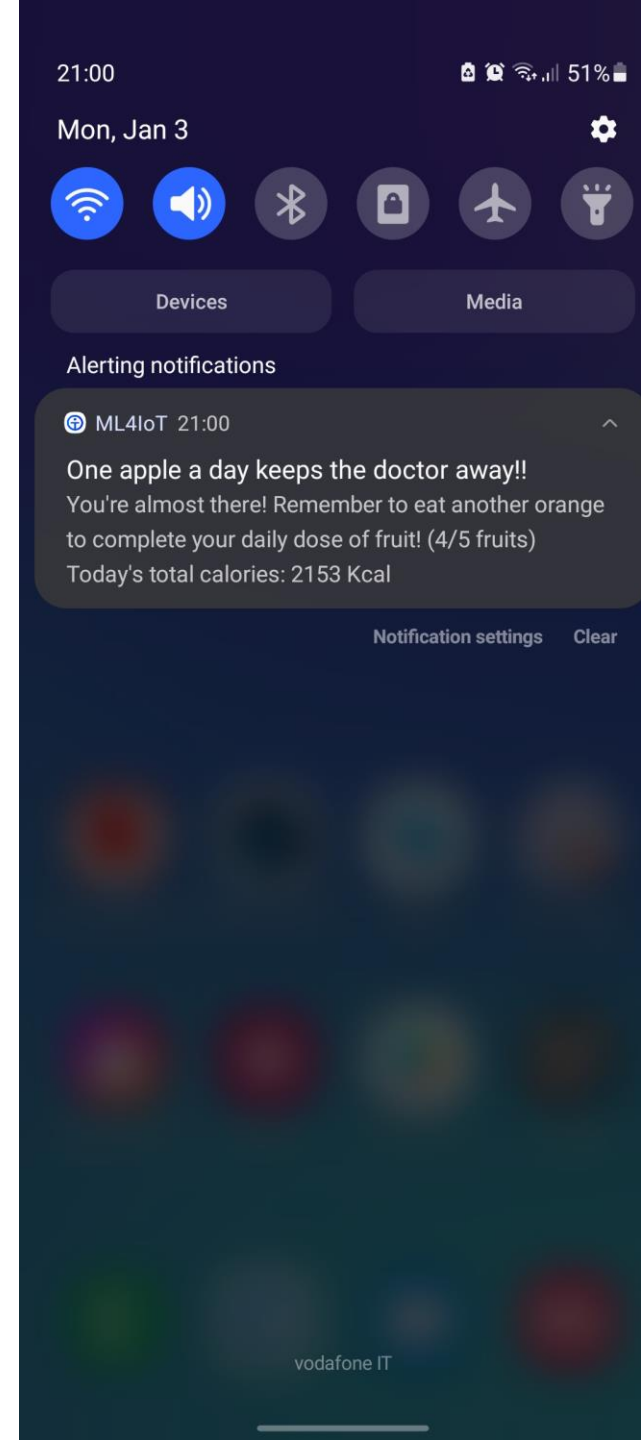 21:00 51%
Mon, Jan 3
Devices Media
Alerting notifications
ML4IoT 21:00
One apple a day keeps the doctor away!!
You're almost there! Remember to eat another orange
to complete your daily dose of fruit! (4/5 fruits)
Today's total calories: 2153 Kcal
Notification settings Clear
vodafone IT